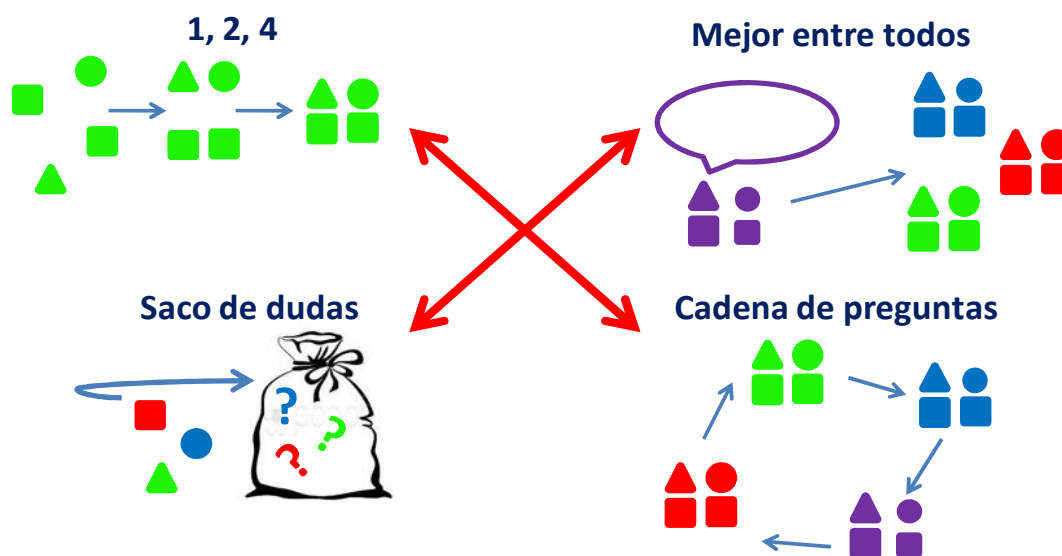 1, 2, 4
Mejor entre todos
Saco de dudas
Cadena de preguntas
?
?
?